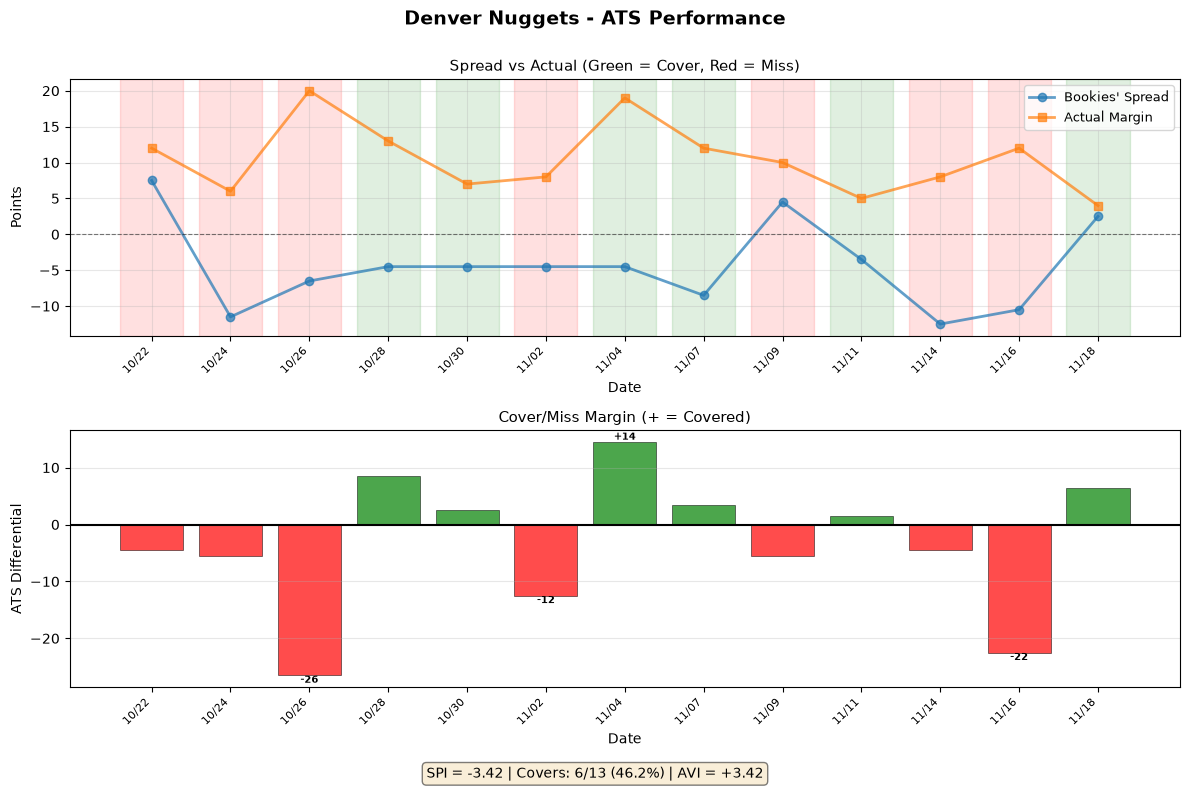 Denver Nuggets - ATS Performance
Spread vs Actual (Green = Cover, Red = Miss)
Points
20
15
10
5
0
−5
−10
Bookies' Spread
Actual Margin
10/22 10/24 10/26 10/28 10/30 11/02 11/04 11/07 11/09 11/11 11/14 11/16 11/18
Date
Cover/Miss Margin (+ = Covered)
ATS Differential
10
0
−10
−20
+14
-12
-22
-26
10/22 10/24 10/26 10/28 10/30 11/02 11/04 11/07 11/09 11/11 11/14 11/16 11/18
Date
SPI = -3.42 | Covers: 6/13 (46.2%) | AVI = +3.42